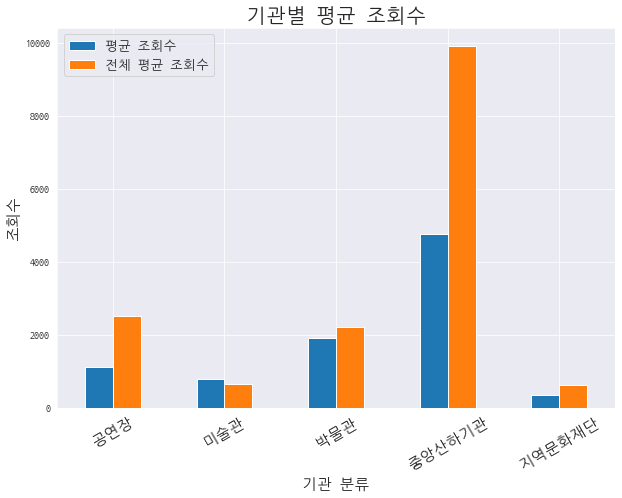 기관별 평균 조회수
평균 조회수
전체 평균 조회수
10000
8000
6000
4000
2000
0
조회수
공연장
미술관
박물관
중앙산하기관
지역문화재단
기관 분류